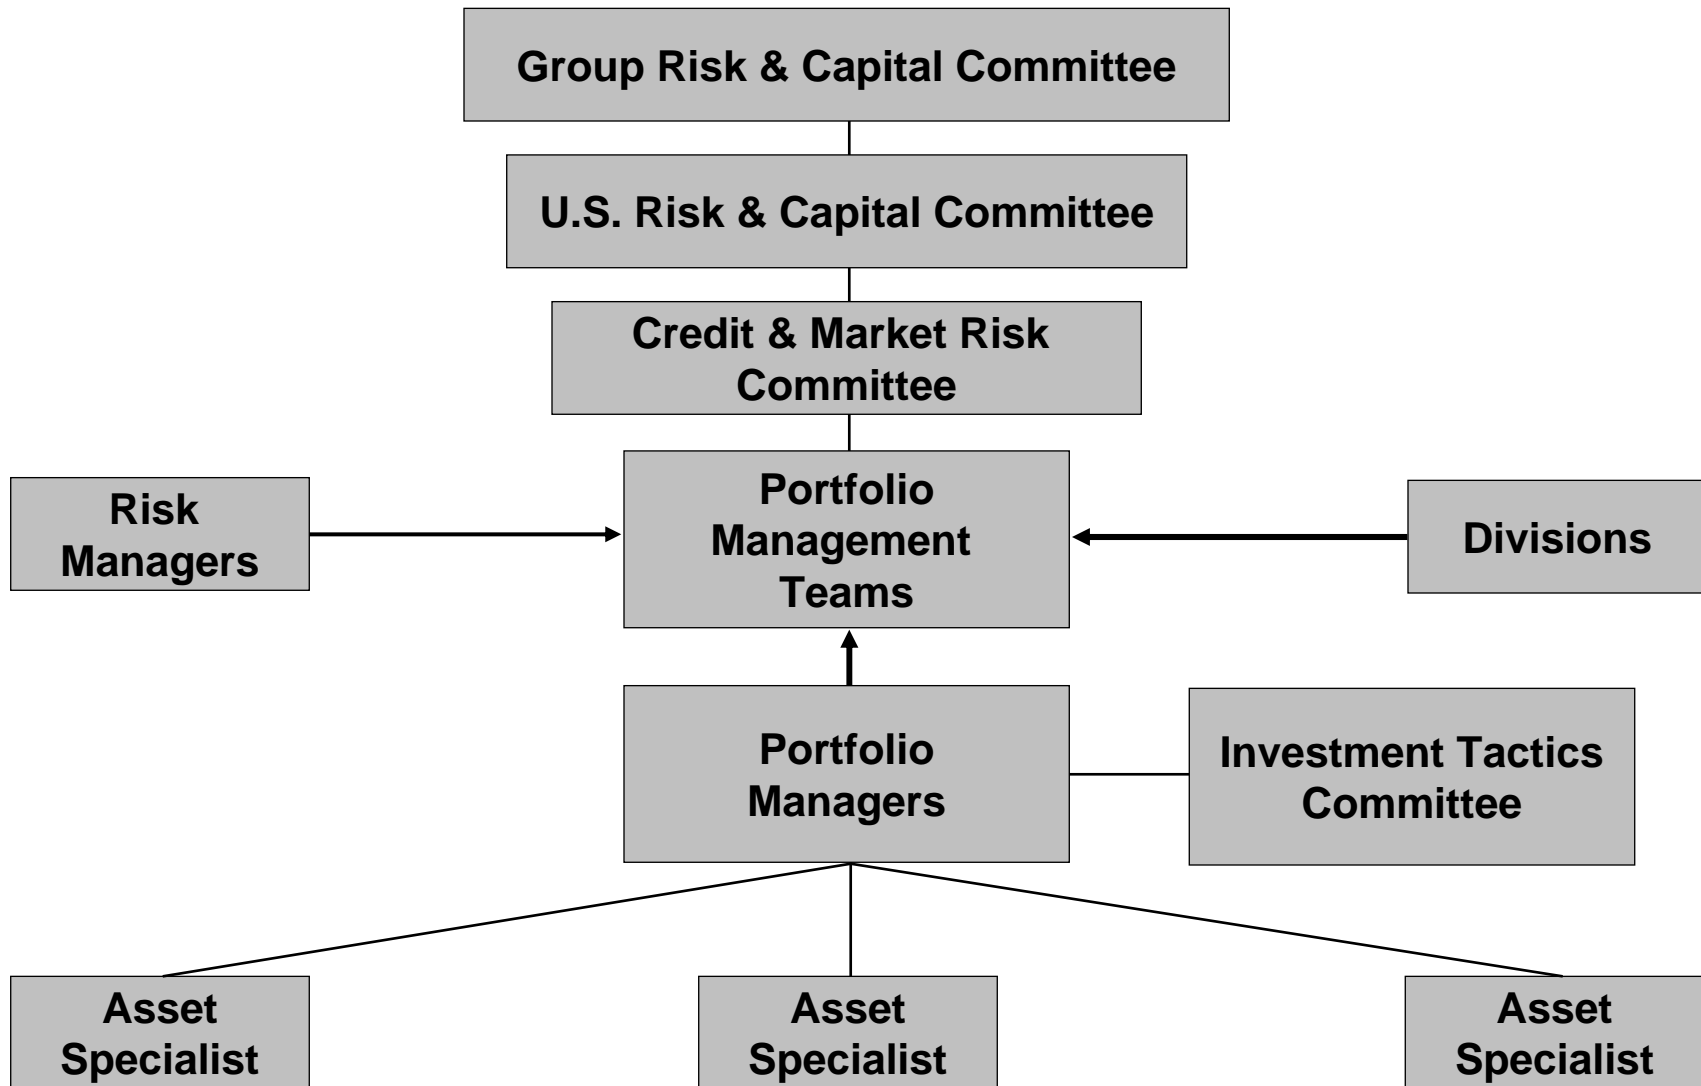 Group Risk & Capital Committee
U.S. Risk & Capital Committee
Credit & Market Risk
Committee
Risk
Managers
Portfolio
Management
Teams
Divisions
Portfolio
Managers
Investment Tactics
Committee
Asset
Specialist
Asset
Specialist
Asset
Specialist